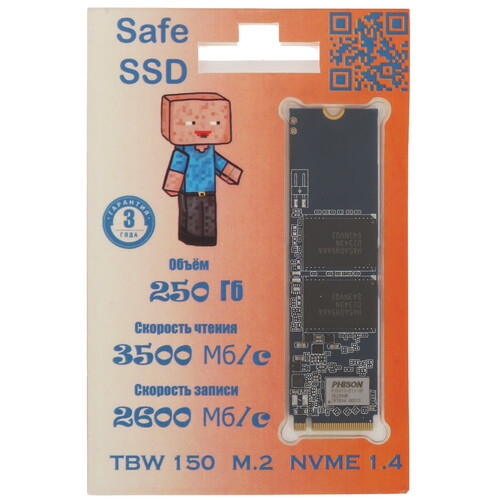 Safe
SSD
ГАРАНТИЯ
3
ГОДА
Объём
250 Гб
Скорость чтения
3500 Мб/с
Скорость записи
2600 Мб/с
PHISON
TBW 150 M.2 NVME 1.4